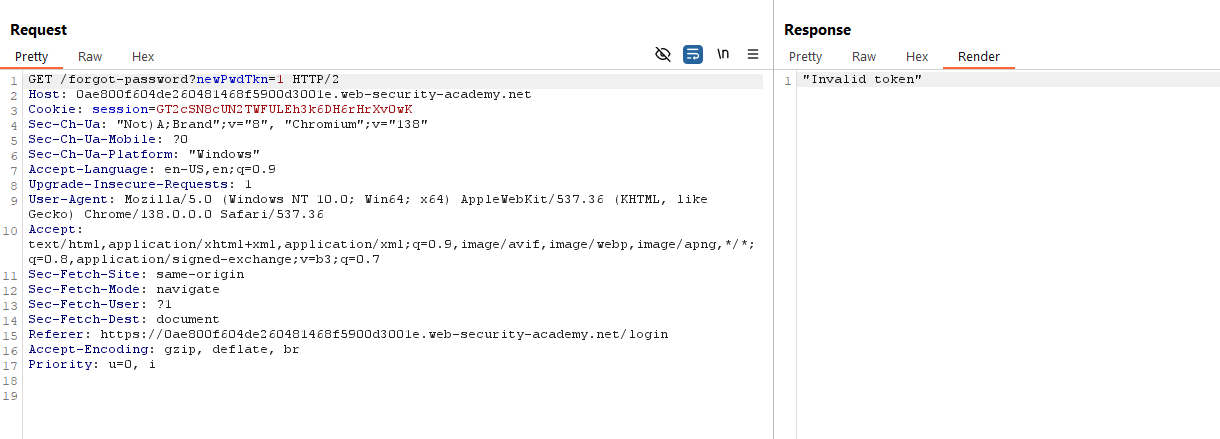 Request
Pretty Raw Hex
\n
1 GET /forgot-password?newPwdTkn=1 HTTP/2
2 Host: 0ae800f604de260481468f5900d3001e.web-security-academy.net
3 Cookie: session=GT2cSN8cUN2TWFULEh3k6DH6rHrXvOwK
4 Sec-Ch-Ua: "Not)A;Brand";v="8", "Chromium";v="138"
5 Sec-Ch-Ua-Mobile: ?0
6 Sec-Ch-Ua-Platform: "Windows"
7 Accept-Language: en-US,en;q=0.9
8 Upgrade-Insecure-Requests: 1
9 User-Agent: Mozilla/5.0 (Windows NT 10.0; Win64; x64) AppleWebKit/537.36 (KHTML, like
Gecko) Chrome/138.0.0.0 Safari/537.36
10 Accept:
text/html,application/xhtml+xml,application/xml;q=0.9,image/avif,image/webp,image/apng,*/*;
q=0.8,application/signed-exchange;v=b3;q=0.7
11 Sec-Fetch-Site: same-origin
12 Sec-Fetch-Mode: navigate
13 Sec-Fetch-User: ?1
14 Sec-Fetch-Dest: document
15 Referer: https://0ae800f604de260481468f5900d3001e.web-security-academy.net/login
16 Accept-Encoding: gzip, deflate, br
17 Priority: u=0, i
18
19
Response
Pretty Raw Hex Render
1 "Invalid token"